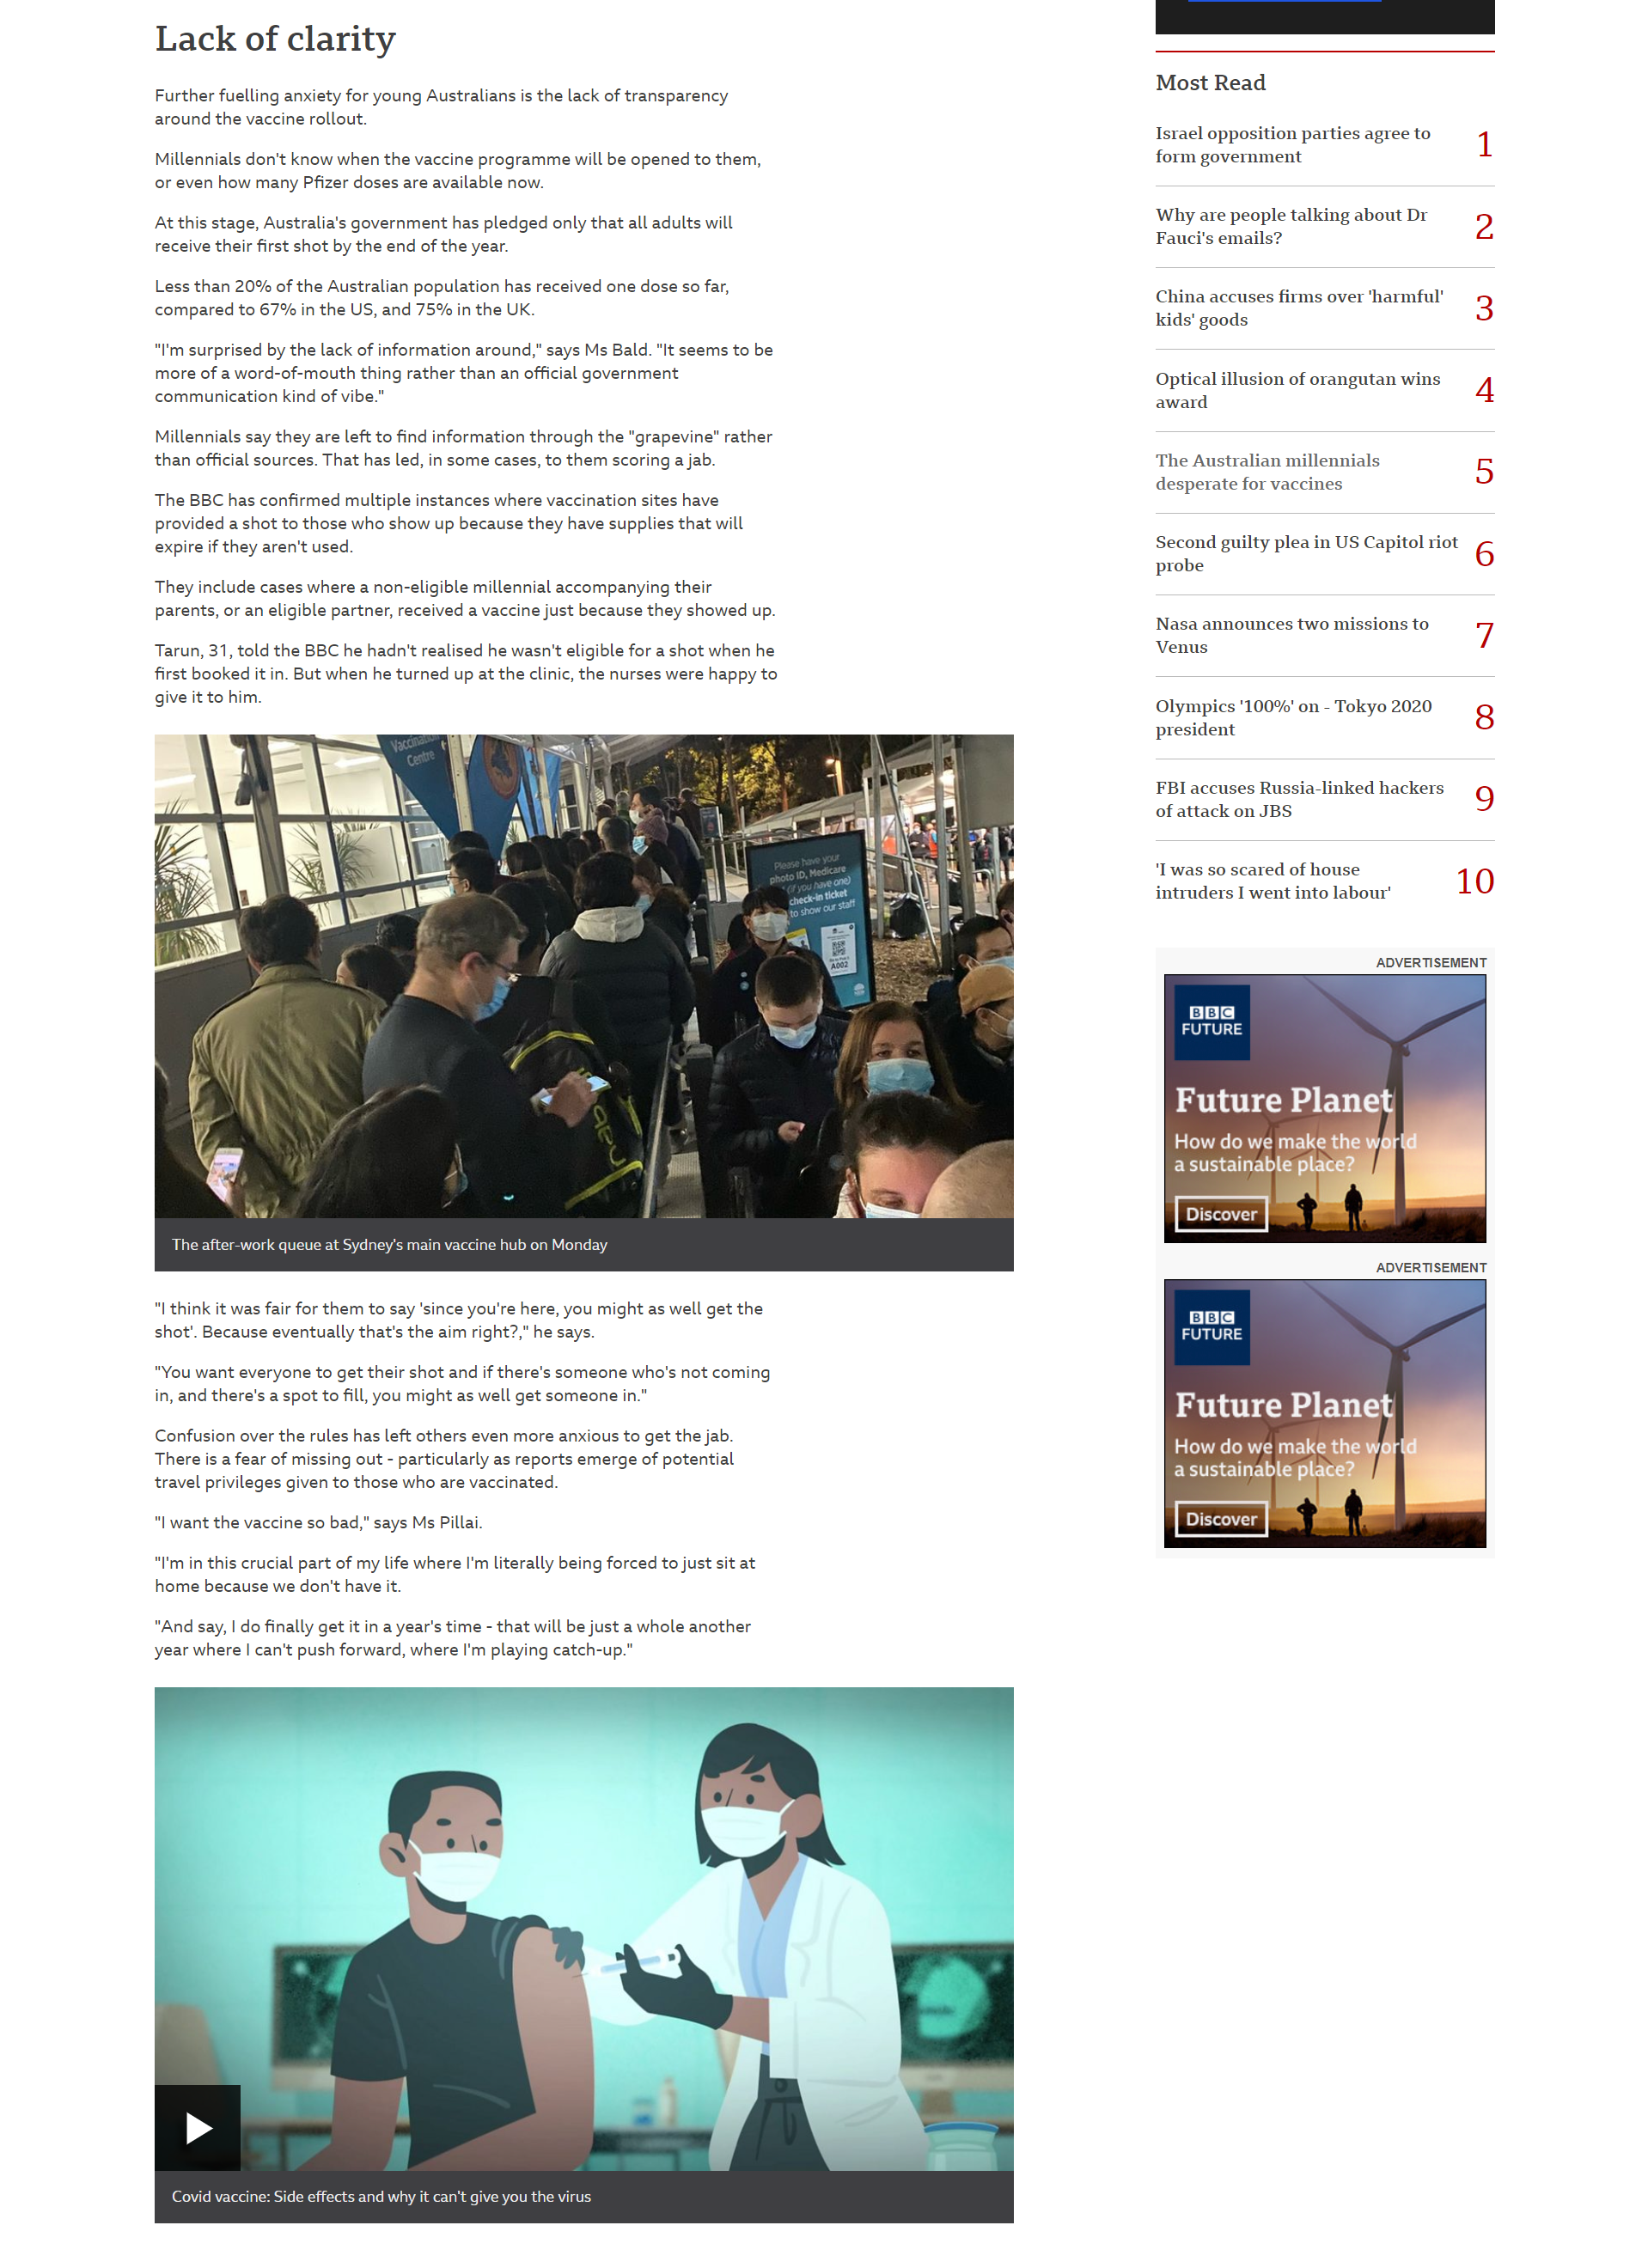 Lack of clarity
Further fuelling anxiety for young Australians is the lack of transparency
around the vaccine rollout.
Millennials don't know when the vaccine programme will be opened to them,
or even how many Pfizer doses are available now.
At this stage, Australia's government has pledged only that all adults will
receive their first shot by the end of the year.
Less than 20% of the Australian population has received one dose so far,
compared to 67% in the US, and 75% in the UK.
"I'm surprised by the lack of information around," says Ms Bald. "It seems to be
more of a word-of-mouth thing rather than an official government
communication kind of vibe."
Millennials say they are left to find information through the "grapevine" rather
than official sources. That has led, in some cases, to them scoring a jab.
The BBC has confirmed multiple instances where vaccination sites have
provided a shot to those who show up because they have supplies that will
expire if they aren't used.
They include cases where a non-eligible millennial accompanying their
parents, or an eligible partner, received a vaccine just because they showed up.
Tarun, 31, told the BBC he hadn't realised he wasn't eligible for a shot when he
first booked it in. But when he turned up at the clinic, the nurses were happy to
give it to him.
Vaccination
Centre
Please have your
photo ID, Medicare
(if you have one)
check-in ticket
to show our staff
A002
The after-work queue at Sydney's main vaccine hub on Monday
"I think it was fair for them to say 'since you're here, you might as well get the
shot'. Because eventually that's the aim right?," he says.
"You want everyone to get their shot and if there's someone who's not coming
in, and there's a spot to fill, you might as well get someone in."
Confusion over the rules has left others even more anxious to get the jab.
There is a fear of missing out - particularly as reports emerge of potential
travel privileges given to those who are vaccinated.
"I want the vaccine so bad," says Ms Pillai.
"I'm in this crucial part of my life where I'm literally being forced to just sit at
home because we don't have it.
"And say, I do finally get it in a year's time - that will be just a whole another
year where I can't push forward, where I'm playing catch-up."
Covid vaccine: Side effects and why it can't give you the virus
Most Read
Israel opposition parties agree to
form government
1
Why are people talking about Dr
Fauci's emails?
2
China accuses firms over 'harmful'
kids' goods
3
Optical illusion of orangutan wins
award
4
The Australian millennials
desperate for vaccines
5
Second guilty plea in US Capitol riot
probe
6
Nasa announces two missions to
Venus
7
Olympics '100%' on - Tokyo 2020
president
8
FBI accuses Russia-linked hackers
of attack on JBS
9
'I was so scared of house
intruders I went into labour'
10
ADVERTISEMENT
BBC
FUTURE
Future Planet
How do we make the world
a sustainable place?
Discover
ADVERTISEMENT
BBC
FUTURE
Future Planet
How do we make the world
a sustainable place?
Discover